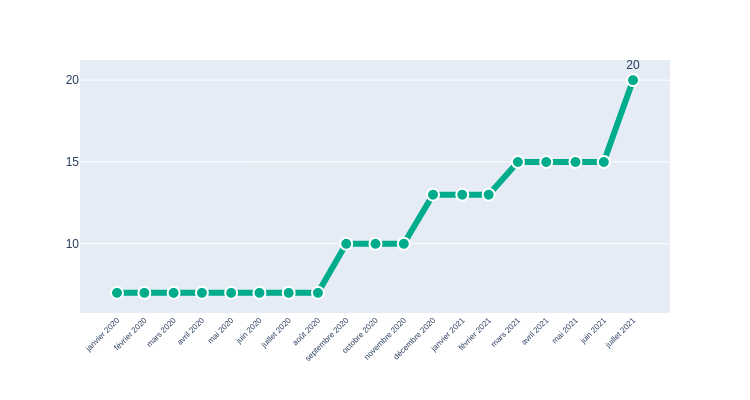 20
20
15
10
janvier 2020
février 2020
mars 2020
avril 2020
mai 2020
juin 2020
juillet 2020
août 2020
septembre 2020
octobre 2020
novembre 2020
décembre 2020
janvier 2021
février 2021
mars 2021
avril 2021
mai 2021
juin 2021
juillet 2021